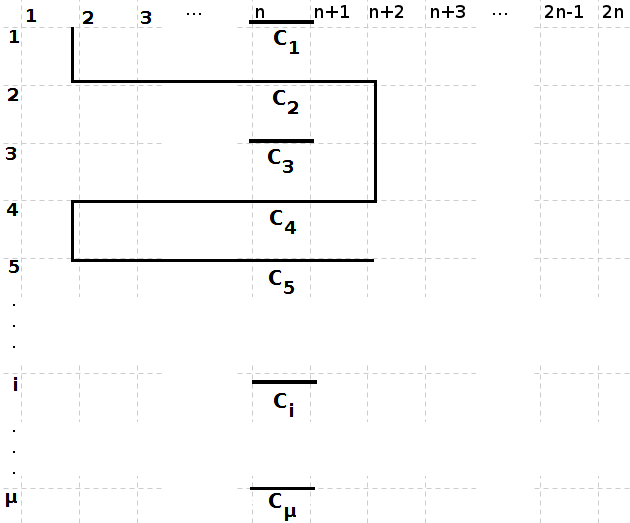 1 2 3 ... n n+1 n+2 n+3 ... 2n-1 2n
1 C1
2 C2
3 C3
4 C4
5 C5
.
.
.
i Ci
.
.
.
μ Cμ